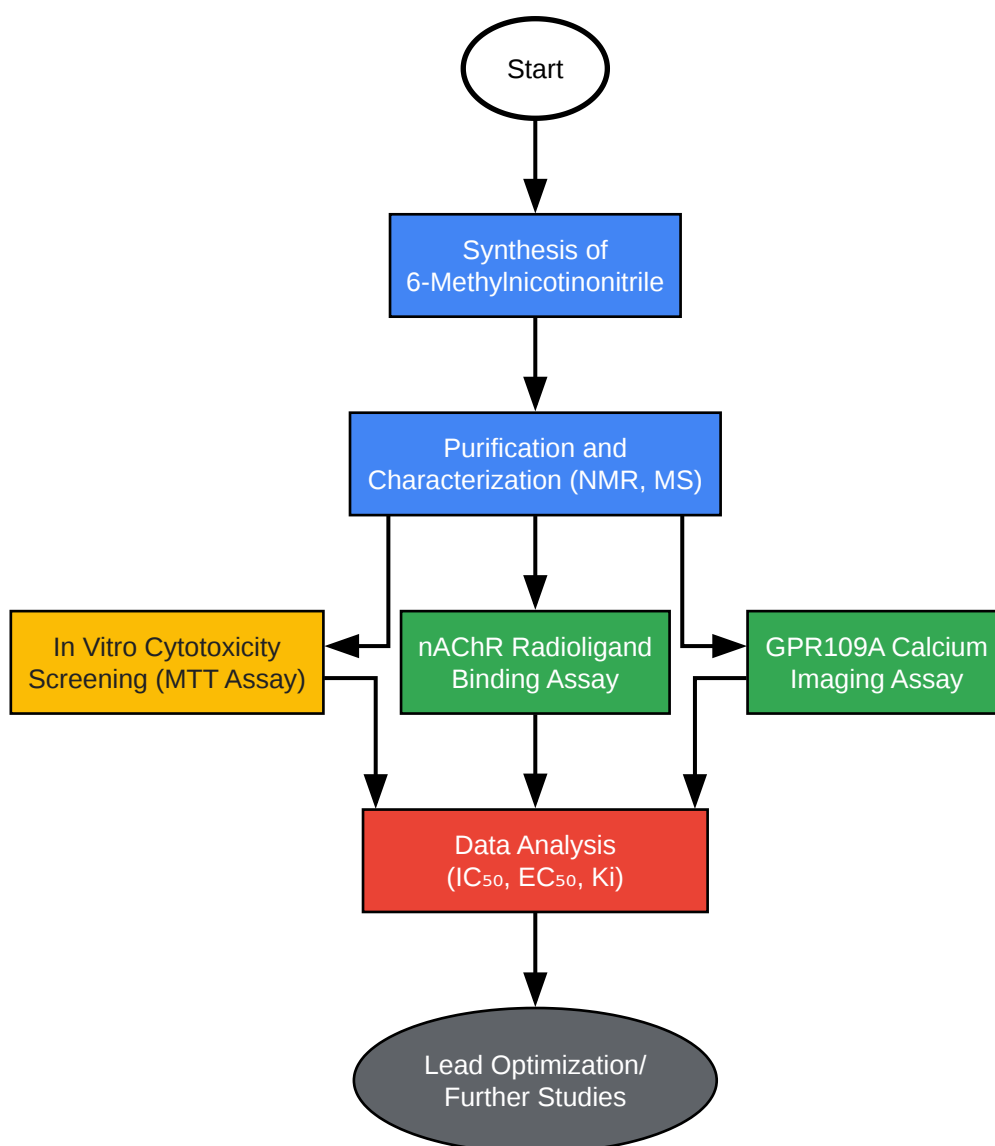 Start
Synthesis of
6-Methylnicotinonitrile
Purification and
Characterization (NMR, MS)
In Vitro Cytotoxicity
Screening (MTT Assay)
nAChR Radioligand
Binding Assay
GPR109A Calcium
Imaging Assay
Data Analysis
(IC₅₀, EC₅₀, Ki)
Lead Optimization/
Further Studies